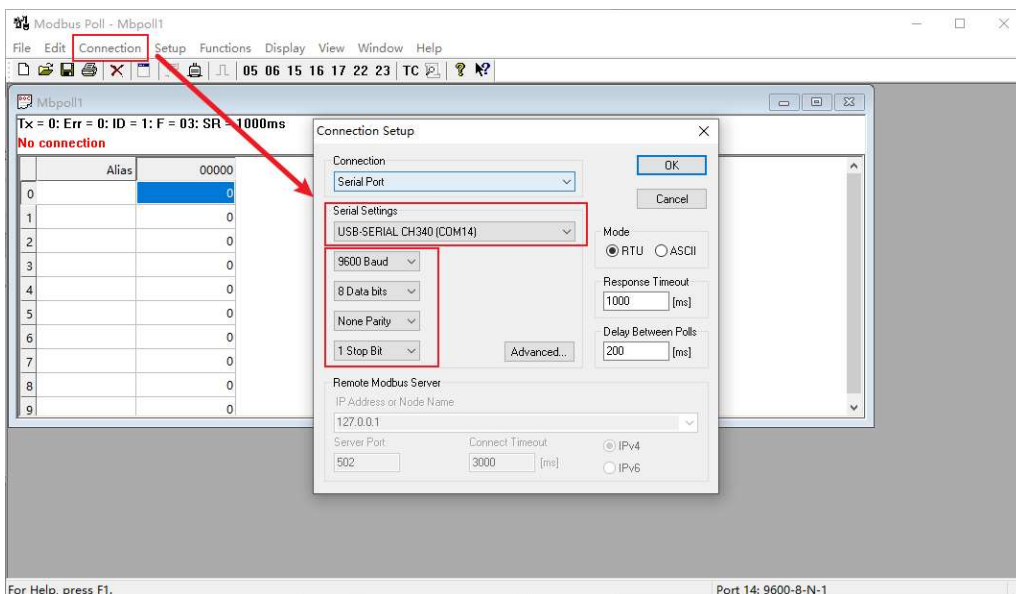 Modbus Poll - Mbpoll1
File Edit Connection Setup Functions Display View Window Help
05 06 15 16 17 22 23 TC
Mbpoll1
Tx = 0: Err = 0: ID = 1: F = 03: SR = 1000ms
No connection
Alias 00000
0 0
1 0
2 0
3 0
4 0
5 0
6 0
7 0
8 0
9 0
Connection Setup
Connection
Serial Port
OK
Cancel
Serial Settings
USB-SERIAL CH340 (COM14)
Mode
RTU ASCII
9600 Baud
8 Data bits
None Parity
1 Stop Bit
Advanced...
Response Timeout
1000 [ms]
Delay Between Polls
200 [ms]
Remote Modbus Server
IP Address or Node Name
127.0.0.1
Server Port Connect Timeout
502 3000 [ms]
IPv4
IPv6
For Help, press F1. Port 14: 9600-8-N-1